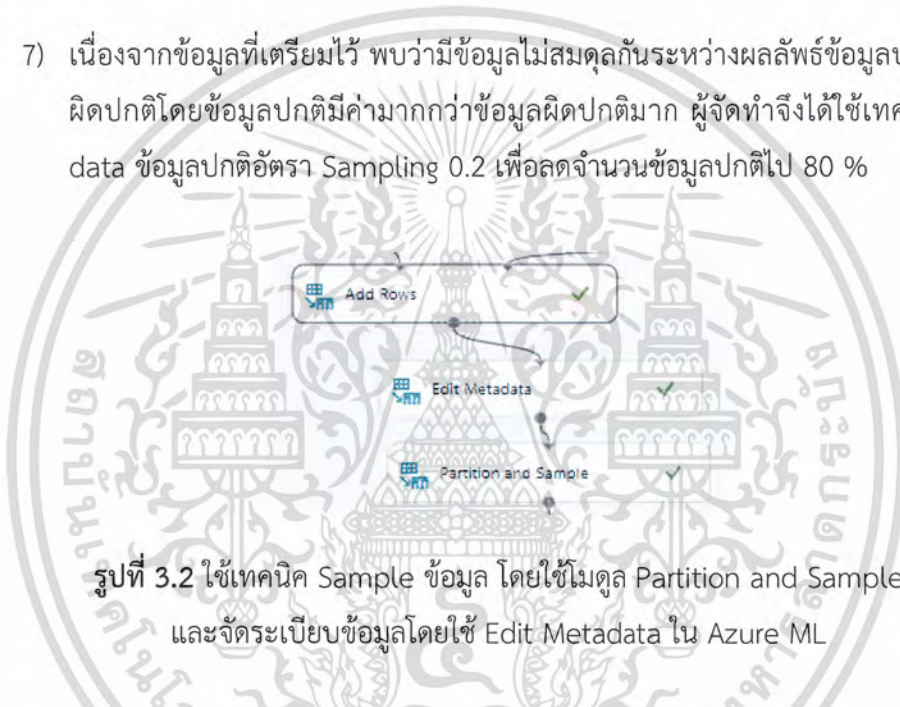 7) เนื่องจากข้อมูลที่เตรียมไว้ พบว่ามีข้อมูลไม่สมดุลกันระหว่างผลลัพธ์ข้อมูล
ผิดปกติโดยข้อมูลปกติมีค่ามากกว่าข้อมูลผิดปกติมาก ผู้จัดทำจึงได้ใช้
data ข้อมูลปกติอัตรา Sampling 0.2 เพื่อลดจำนวนข้อมูลปกติไป 80 %
Add Rows
Edit Metadata
Partition and Sample
รูปที่ 3.2 ใช้เทคนิค Sample ข้อมูล โดยใช้โมดูล Partition and Sample
และจัดระเบียบข้อมูลโดยใช้ Edit Metadata ใน Azure ML